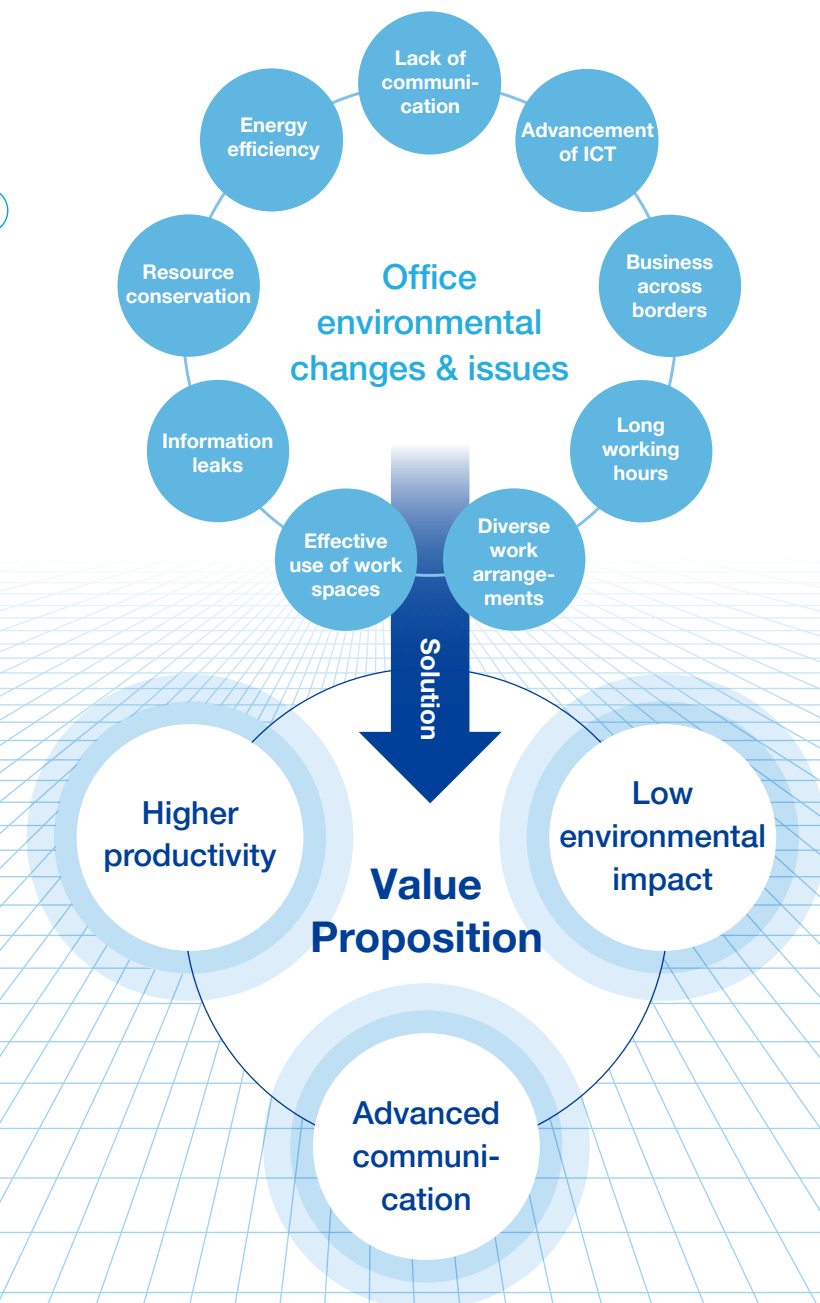 Lack of
communi-
cation
Energy
efficiency
Advancement
of ICT
Resource
conservation
Office
environmental
changes & issues
Business
across
borders
Information
leaks
Long
working
hours
Effective
use of work
spaces
Diverse
work
arrange-
ments
Solution
Higher
productivity
Low
environmental
impact
Value
Proposition
Advanced
communi-
cation